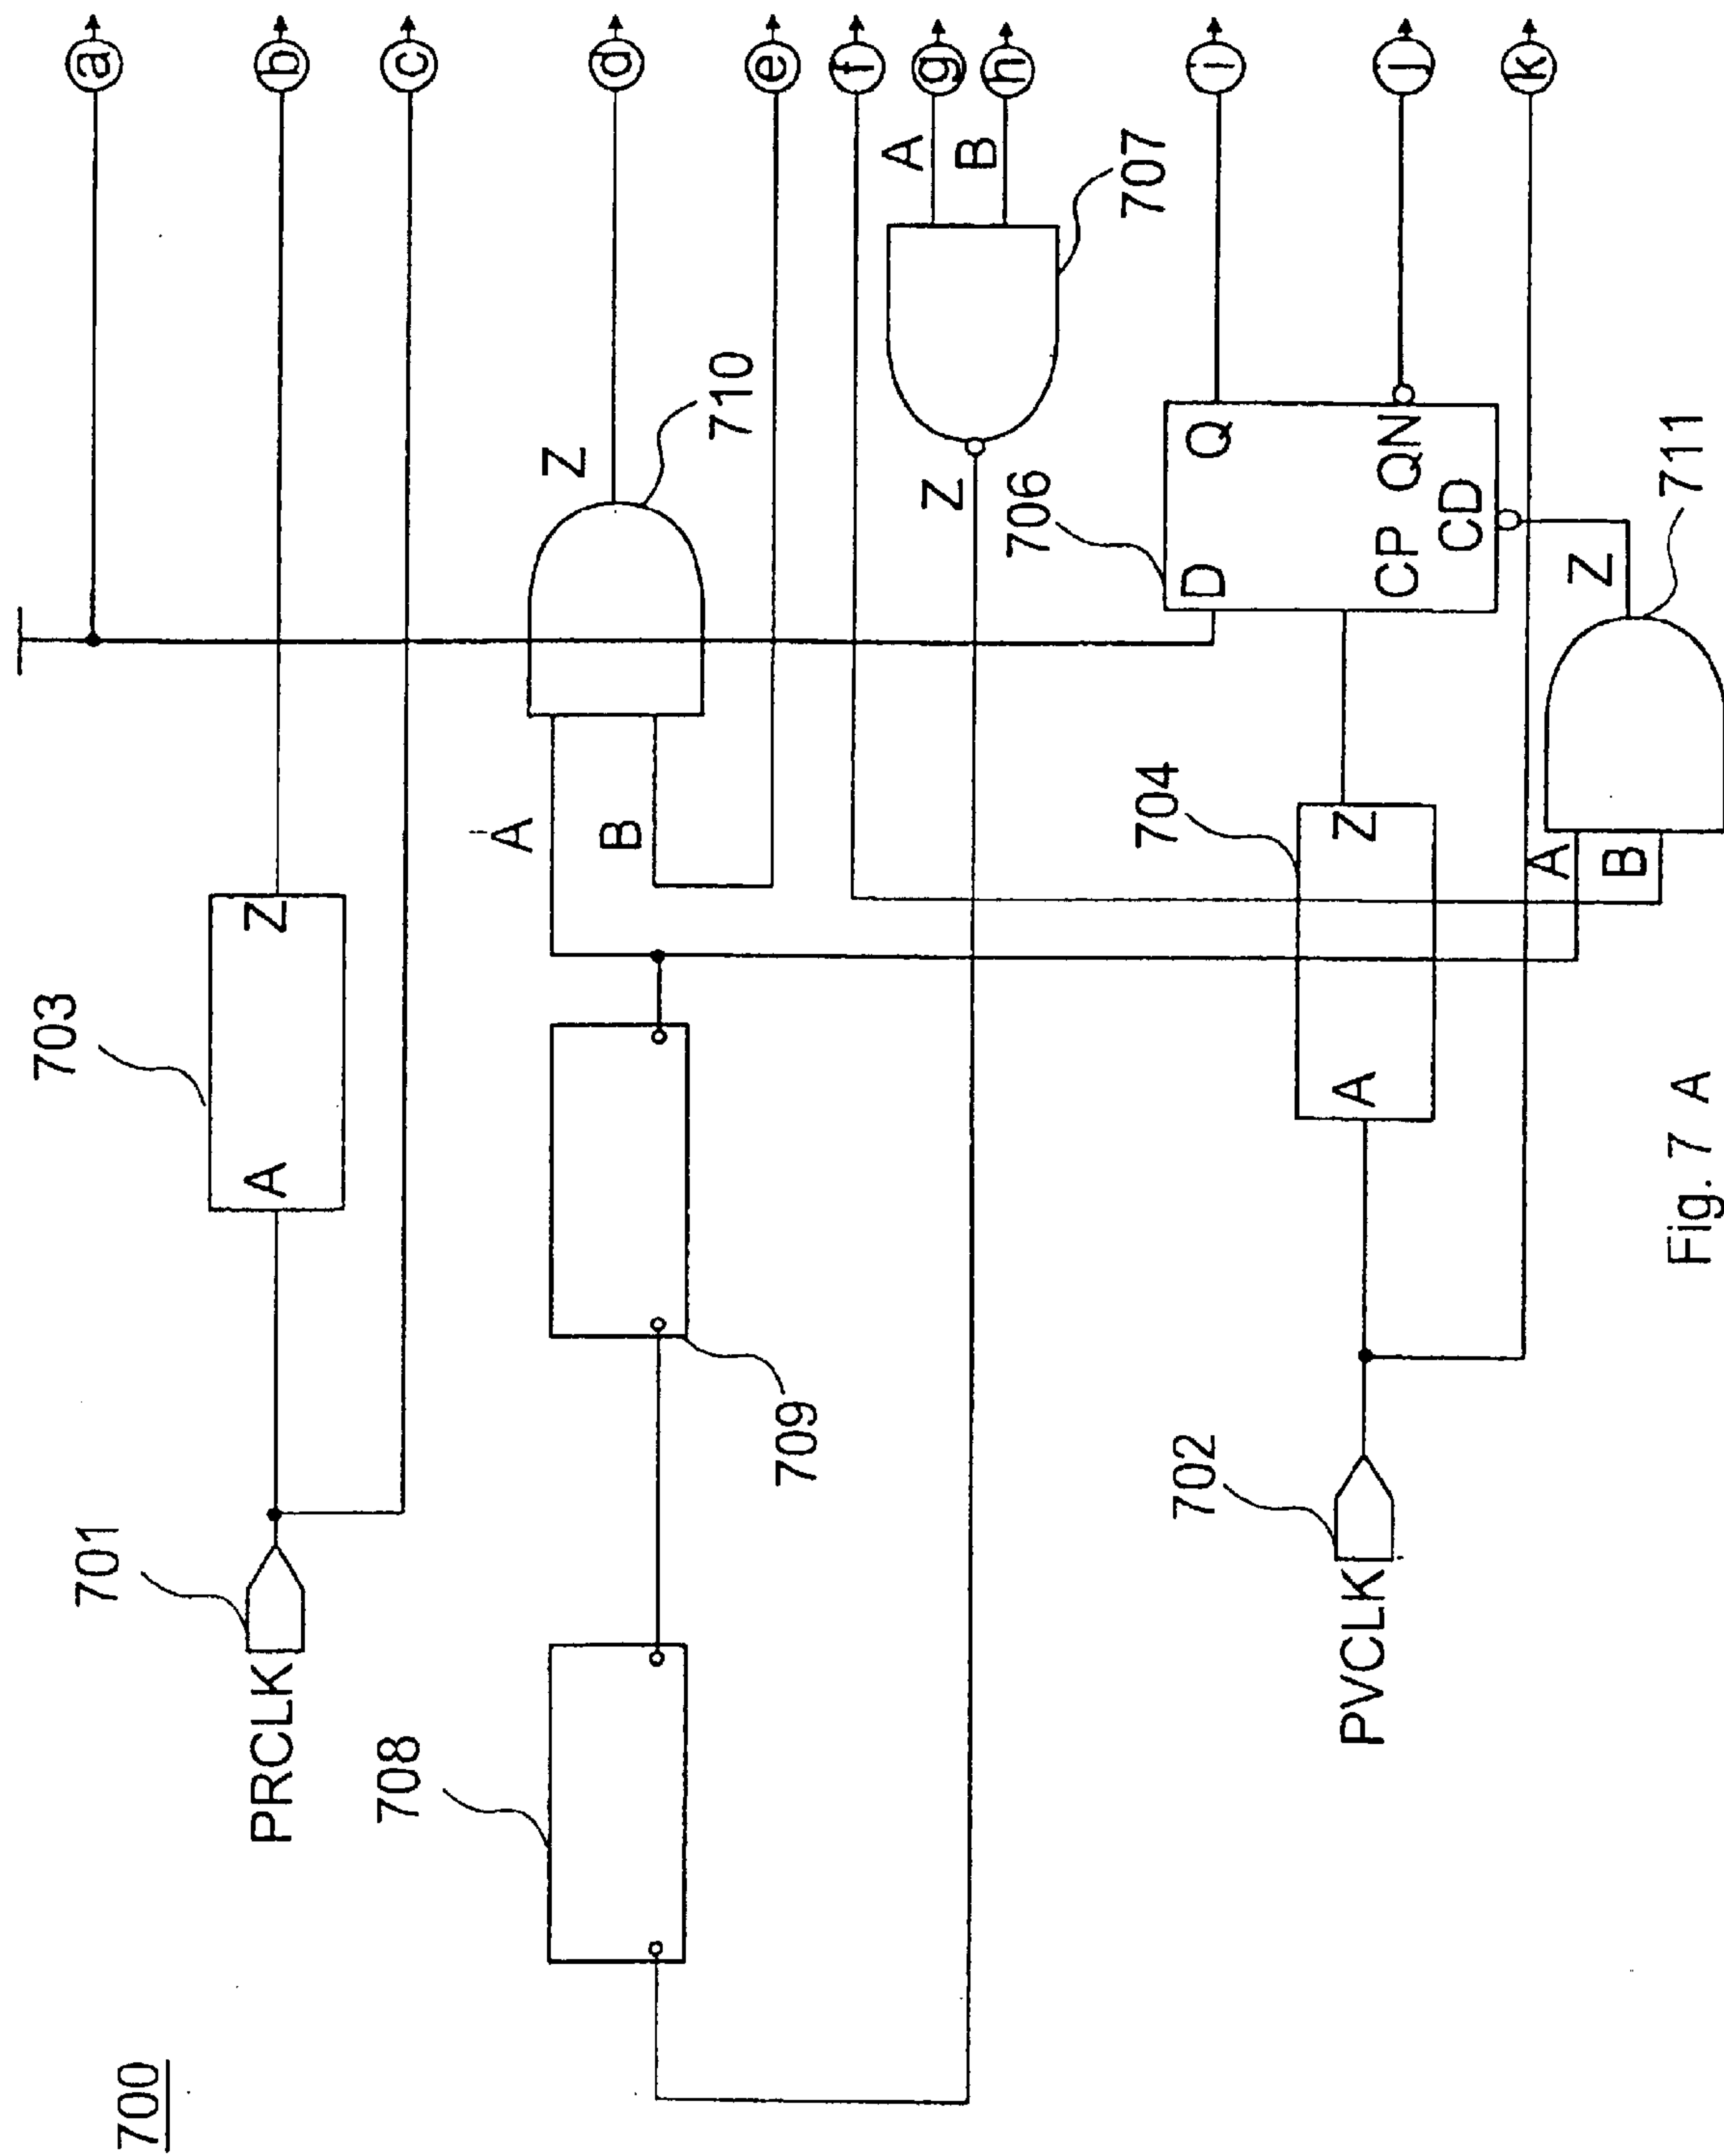 700
701
PRCLK
703
A
Z
a
b
c
708
709
A
B
710
Z
d
e
f
707
A
B
Z
g
h
702
PVCLK
704
A
Z
706
D
Q
CP
QN
CD
i
j
k
711
A
B
Z
Fig. 7 A